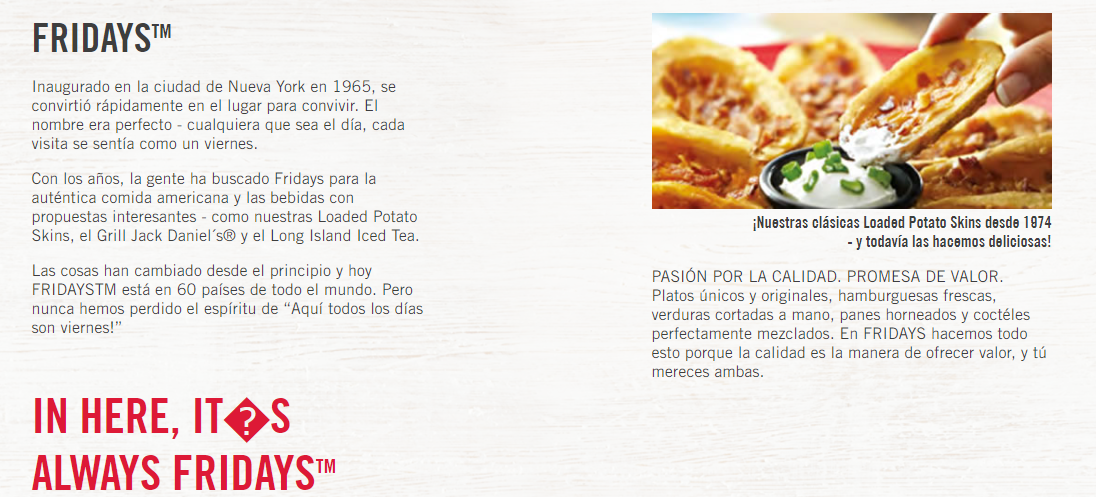 FRIDAYS™
Inaugurado en la ciudad de Nueva York en 1965, se
convirtió rápidamente en el lugar para convivir. El
nombre era perfecto - cualquiera que sea el día, cada
visita se sentía como un viernes.
Con los años, la gente ha buscado Fridays para la
auténtica comida americana y las bebidas con
propuestas interesantes - como nuestras Loaded Potato
Skins, el Grill Jack Daniel´s® y el Long Island Iced Tea.
Las cosas han cambiado desde el principio y hoy
FRIDAYSTM está en 60 países de todo el mundo. Pero
nunca hemos perdido el espíritu de “Aquí todos los días
son viernes!”
IN HERE, IT�S
ALWAYS FRIDAYS™
¡Nuestras clásicas Loaded Potato Skins desde 1974
- y todavía las hacemos deliciosas!
PASIÓN POR LA CALIDAD. PROMESA DE VALOR.
Platos únicos y originales, hamburguesas frescas,
verduras cortadas a mano, panes horneados y coctéles
perfectamente mezclados. En FRIDAYS hacemos todo
esto porque la calidad es la manera de ofrecer valor, y tú
mereces ambas.